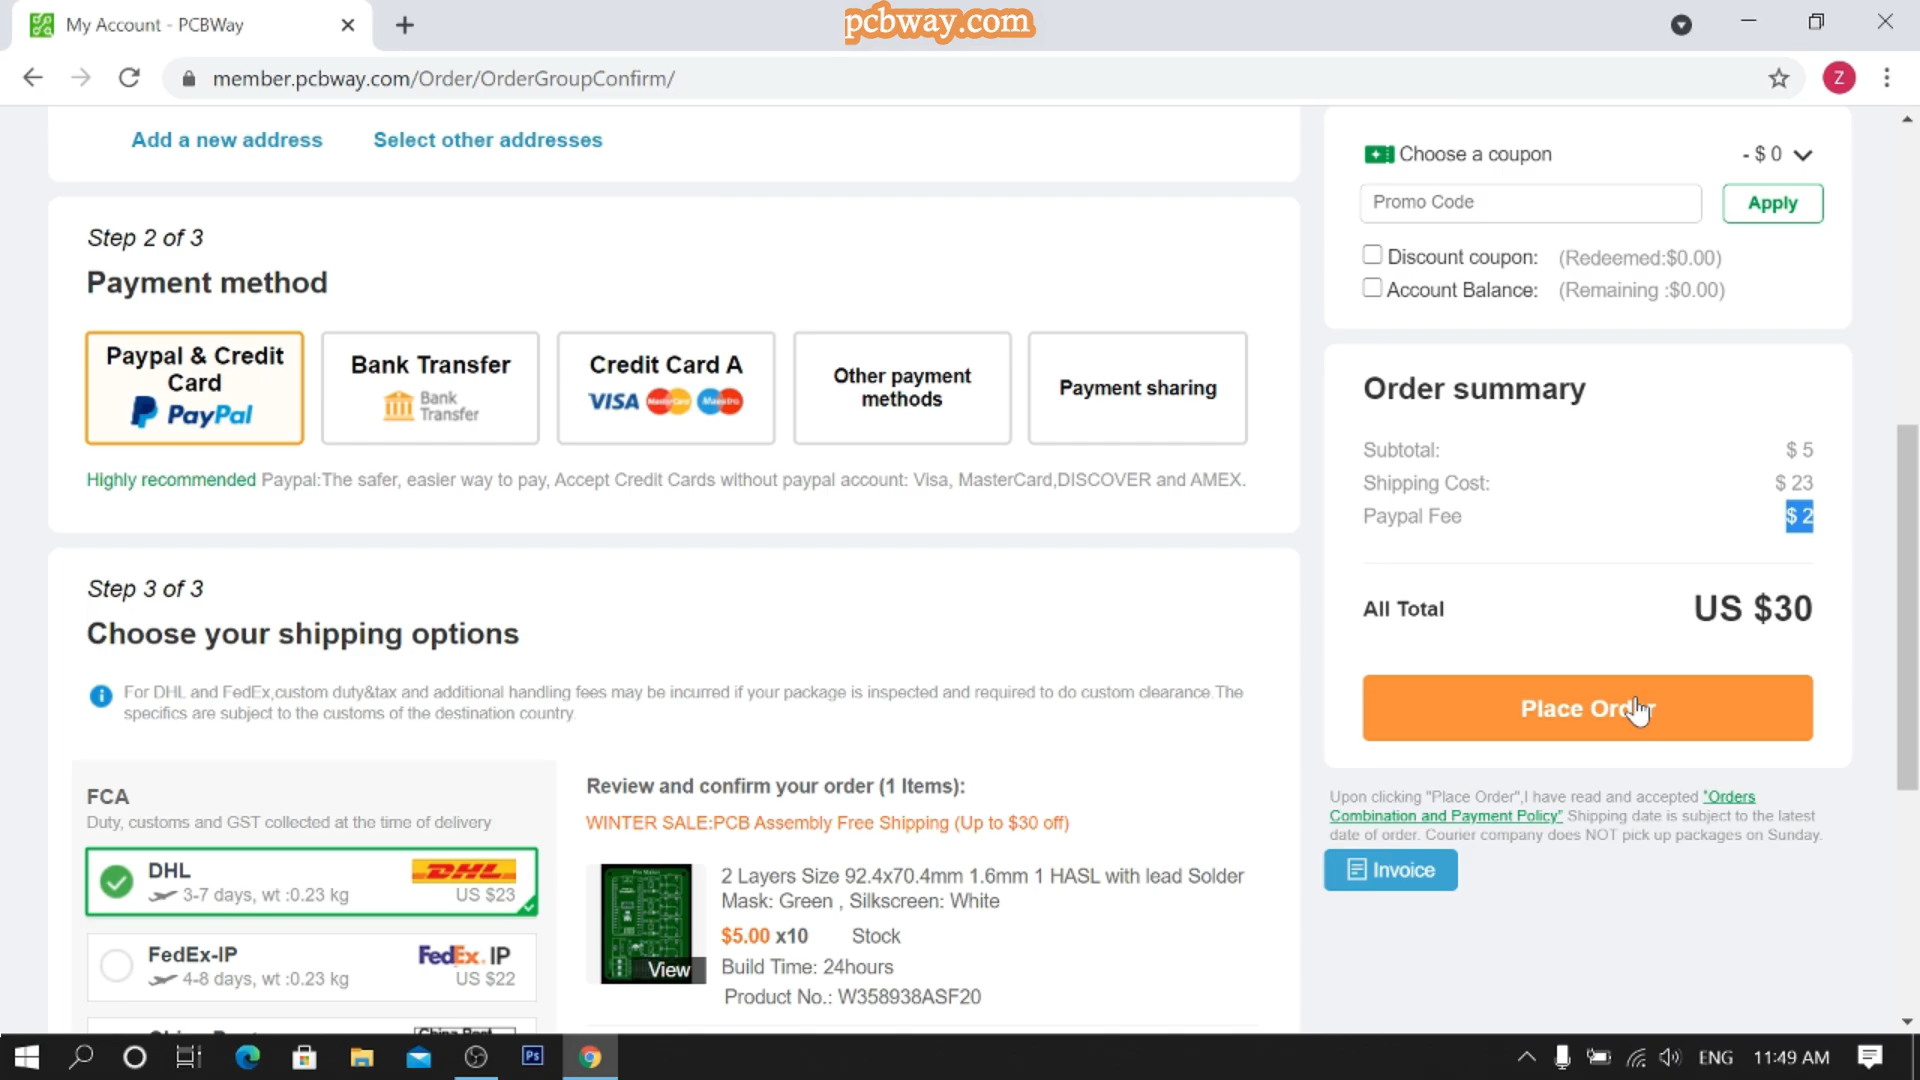 My Account - PCBWay
pcbway.com
member.pcbway.com/Order/OrderGroupConfirm/
Z
Add a new address
Select other addresses
Step 2 of 3
Payment method
Paypal & Credit
Card
PayPal
Bank Transfer
Bank
Transfer
Credit Card A
VISA MasterCard Maestro
Other payment
methods
Payment sharing
Highly recommended Paypal:The safer, easier way to pay, Accept Credit Cards without paypal account: Visa, MasterCard,DISCOVER and AMEX.
Step 3 of 3
Choose your shipping options
For DHL and FedEx,custom duty&tax and additional handling fees may be incurred if your package is inspected and required to do custom clearance.The
specifics are subject to the customs of the destination country.
FCA
Duty, customs and GST collected at the time of delivery
DHL
DHL
3-7 days, wt :0.23 kg
US $23
FedEx-IP
FedEx. IP
4-8 days, wt :0.23 kg
US $22
Review and confirm your order (1 Items):
WINTER SALE:PCB Assembly Free Shipping (Up to $30 off)
View
2 Layers Size 92.4x70.4mm 1.6mm 1 HASL with lead Solder
Mask: Green , Silkscreen: White
$5.00 x10 Stock
Build Time: 24hours
Product No.: W358938ASF20
Choose a coupon
- $ 0
Promo Code
Apply
Discount coupon: (Redeemed:$0.00)
Account Balance: (Remaining :$0.00)
Order summary
Subtotal: $ 5
Shipping Cost: $ 23
Paypal Fee $ 2
All Total US $30
Place Order
Upon clicking "Place Order",I have read and accepted "Orders
Combination and Payment Policy" Shipping date is subject to the latest
date of order. Courier company does NOT pick up packages on Sunday.
Invoice
Ps
ENG
11:49 AM